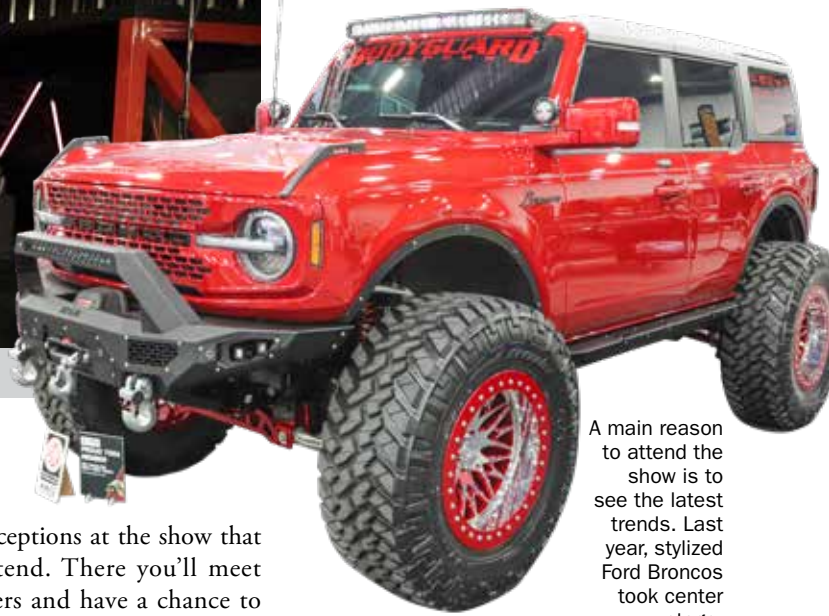 BODYGUARD
Bronco
A main reason
to attend the
show is to
see the latest
trends. Last
year, stylized
Ford Broncos
took center
ceptions at the show that
tend. There you'll meet
ers and have a chance to